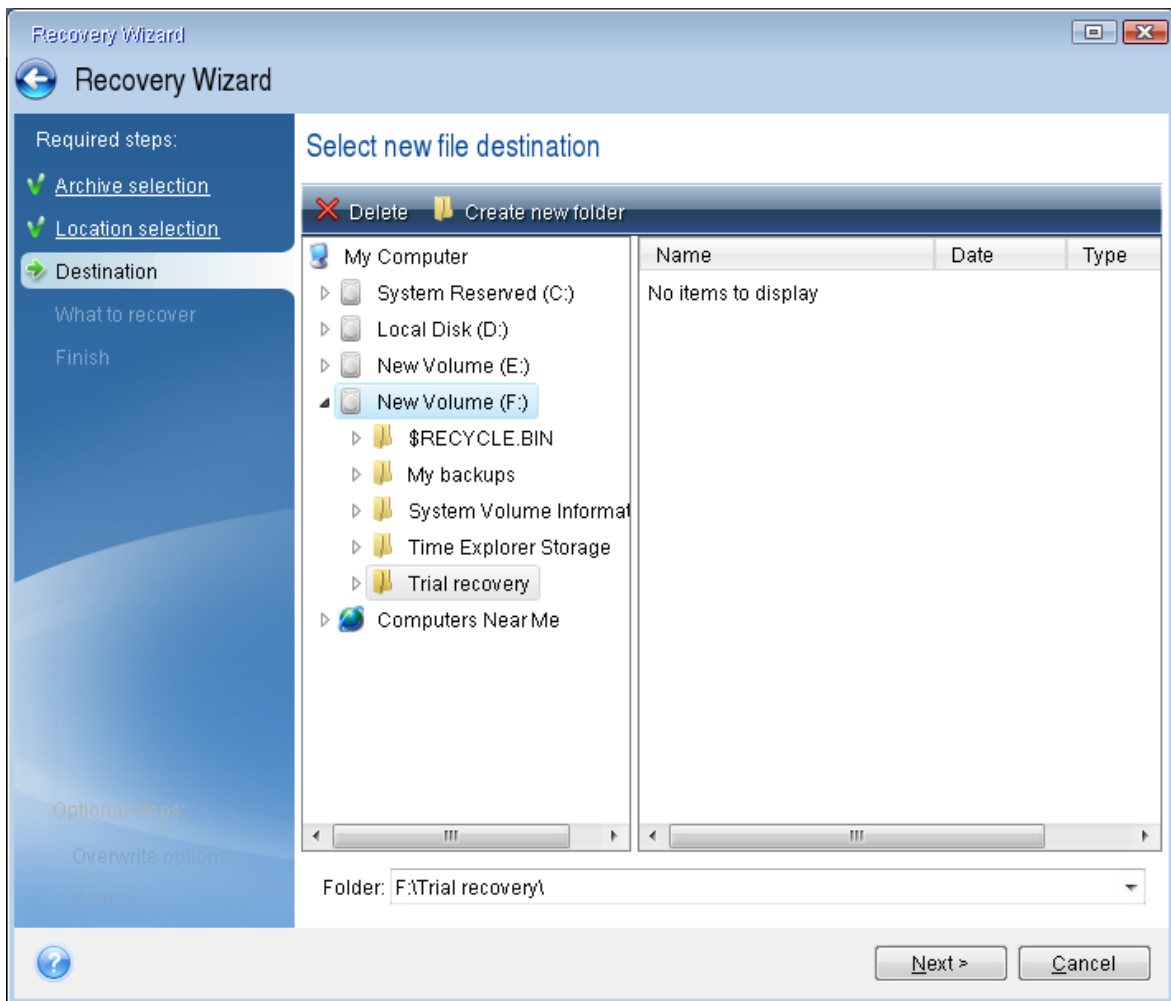 Recovery Wizard
Recovery Wizard
Required steps:
Archive selection
Location selection
Destination
What to recover
Finish
Optional steps:
Overwrite options
Options
Select new file destination
Delete
Create new folder
My Computer
System Reserved (C:)
Local Disk (D:)
New Volume (E:)
New Volume (F:)
$RECYCLE.BIN
My backups
System Volume Informat
Time Explorer Storage
Trial recovery
Computers Near Me
Name Date Type
No items to display
Folder: F:\Trial recovery\
Next >
Cancel